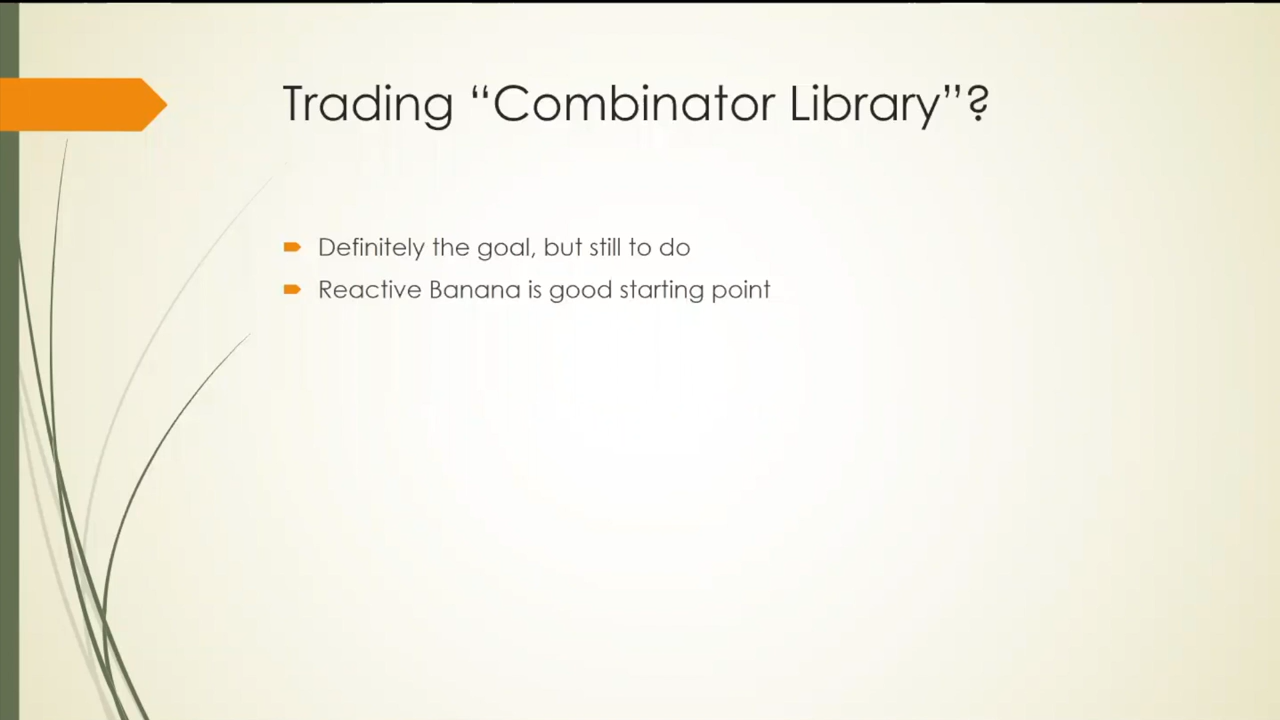 Trading “Combinator Library”?
Definitely the goal, but still to do
Reactive Banana is good starting point